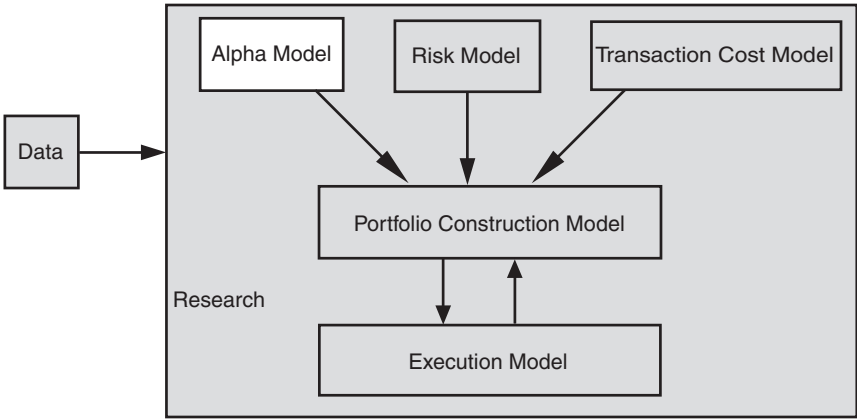 Alpha Model
Risk Model
Transaction Cost Model
Data
Portfolio Construction Model
Research
Execution Model